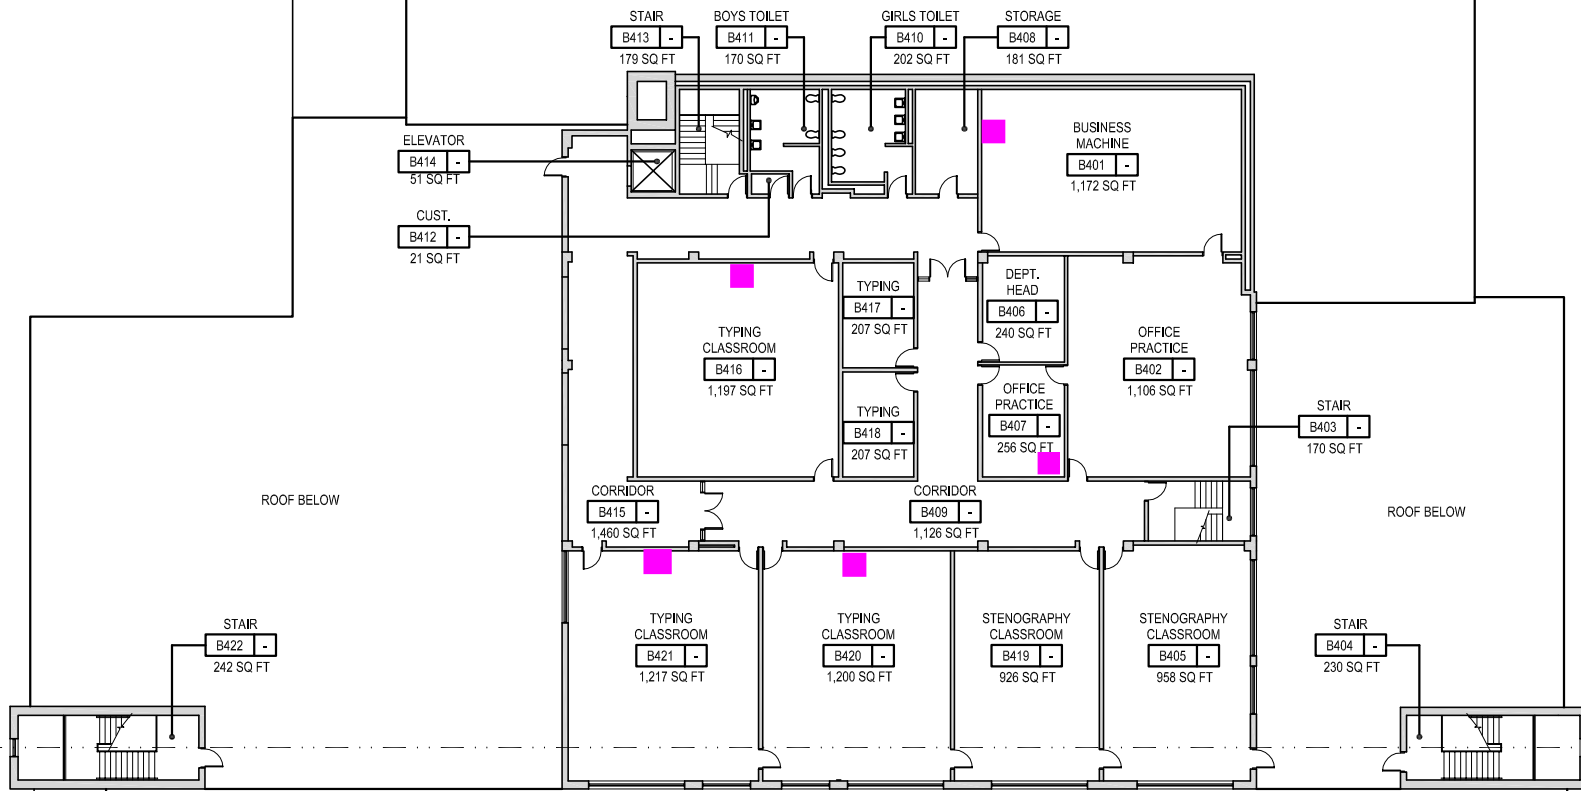 STAIR
B413 -
179 SQ FT
BOYS TOILET
B411 -
170 SQ FT
GIRLS TOILET
B410 -
202 SQ FT
STORAGE
B408 -
181 SQ FT
ELEVATOR
B414 -
51 SQ FT
BUSINESS
MACHINE
B401 -
1,172 SQ FT
CUST.
B412 -
21 SQ FT
TYPING
B417 -
207 SQ FT
DEPT.
HEAD
B406 -
240 SQ FT
TYPING
CLASSROOM
B416 -
1,197 SQ FT
OFFICE
PRACTICE
B402 -
1,106 SQ FT
TYPING
B418 -
207 SQ FT
OFFICE
PRACTICE
B407 -
256 SQ FT
STAIR
B403 -
170 SQ FT
ROOF BELOW
CORRIDOR
B415 -
1,460 SQ FT
CORRIDOR
B409 -
1,126 SQ FT
ROOF BELOW
STAIR
B422 -
242 SQ FT
TYPING
CLASSROOM
B421 -
1,217 SQ FT
TYPING
CLASSROOM
B420 -
1,200 SQ FT
STENOGRAPHY
CLASSROOM
B419 -
926 SQ FT
STENOGRAPHY
CLASSROOM
B405 -
958 SQ FT
STAIR
B404 -
230 SQ FT